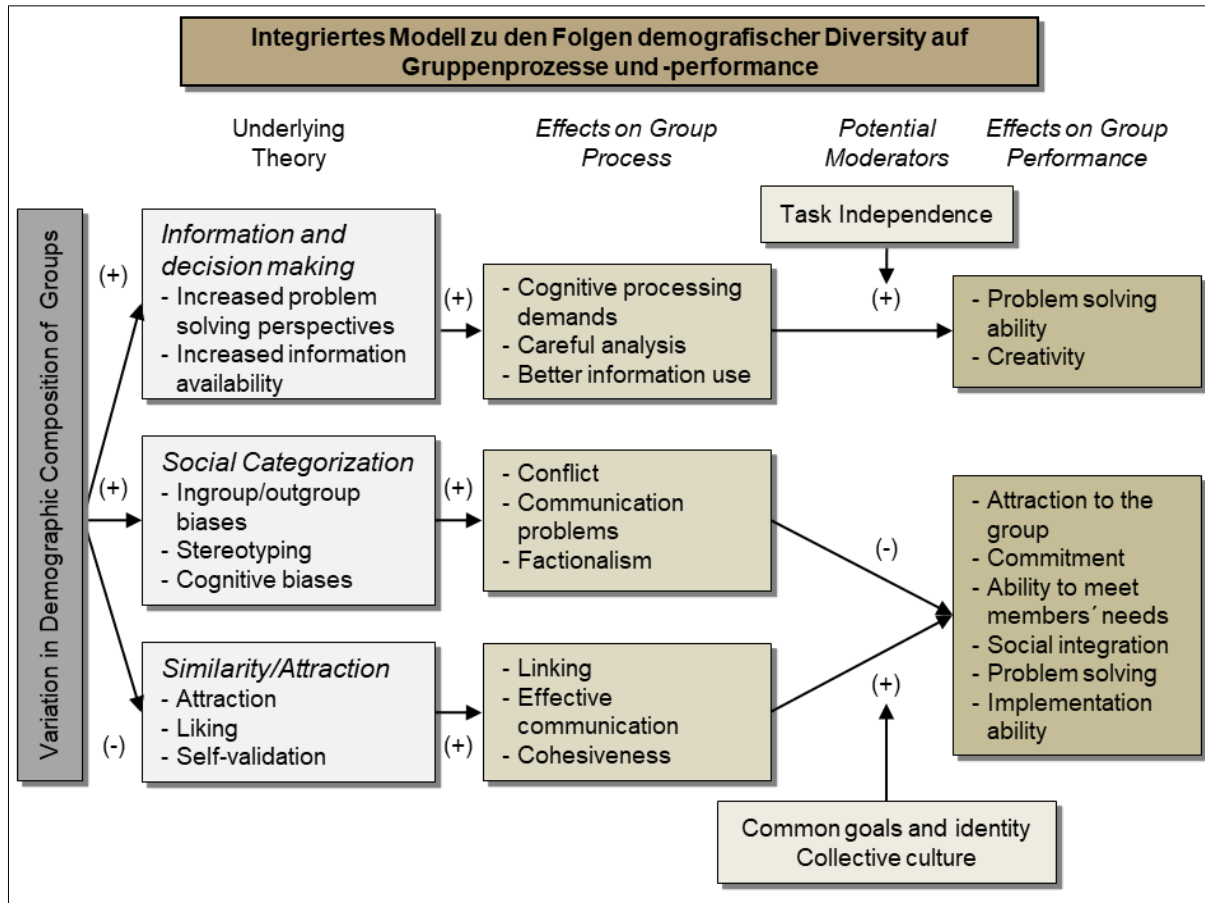 Integriertes Modell zu den Folgen demografischer Diversity auf
Gruppenprozesse und -performance
Underlying
Theory
Effects on Group
Process
Potential
Moderators
Effects on Group
Performance
Variation in Demographic Composition of Groups
(+)
(+)
(-)
Information and
decision making
- Increased problem
solving perspectives
- Increased information
availability
(+)
- Cognitive processing
demands
- Careful analysis
- Better information use
Task Independence
(+)
- Problem solving
ability
- Creativity
Social Categorization
- Ingroup/outgroup
biases
- Stereotyping
- Cognitive biases
(+)
- Conflict
- Communication
problems
- Factionalism
(-)
- Attraction to the
group
- Commitment
- Ability to meet
members´ needs
- Social integration
- Problem solving
- Implementation
ability
Similarity/Attraction
- Attraction
- Liking
- Self-validation
(+)
- Linking
- Effective
communication
- Cohesiveness
(+)
Common goals and identity
Collective culture